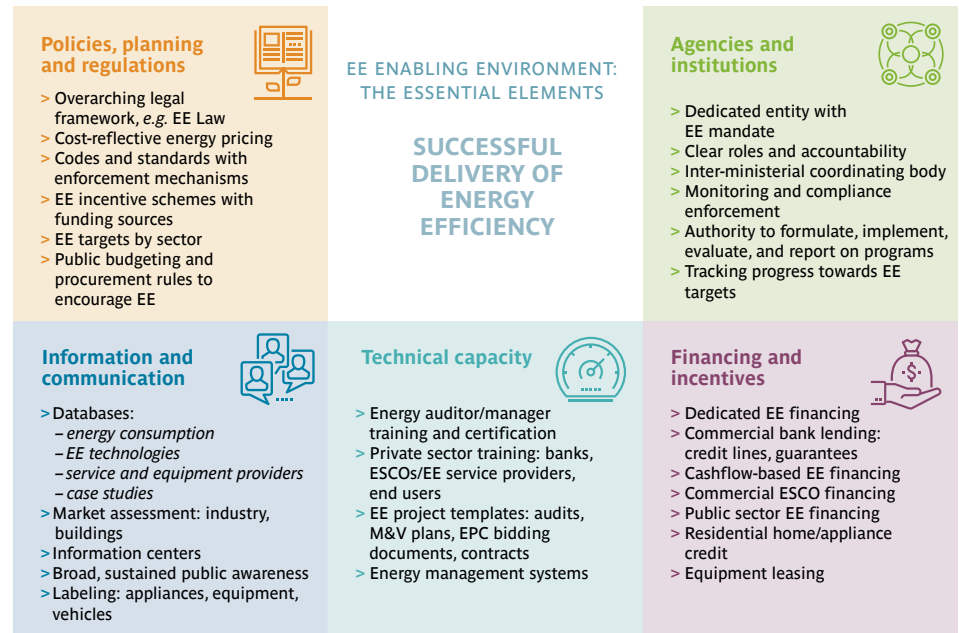 Policies, planning
and regulations
> Overarching legal
framework, e.g. EE Law
> Cost-reflective energy pricing
> Codes and standards with
enforcement mechanisms
> EE incentive schemes with
funding sources
> EE targets by sector
> Public budgeting and
procurement rules to
encourage EE
EE ENABLING ENVIRONMENT:
THE ESSENTIAL ELEMENTS
SUCCESSFUL
DELIVERY OF
ENERGY
EFFICIENCY
Agencies and
institutions
> Dedicated entity with
EE mandate
> Clear roles and accountability
> Inter-ministerial coordinating body
> Monitoring and compliance
enforcement
> Authority to formulate, implement,
evaluate, and report on programs
> Tracking progress towards EE
targets
Information and
communication
> Databases:
– energy consumption
– EE technologies
– service and equipment providers
– case studies
> Market assessment: industry,
buildings
> Information centers
> Broad, sustained public awareness
> Labeling: appliances, equipment,
vehicles
Technical capacity
> Energy auditor/manager
training and certification
> Private sector training: banks,
ESCOs/EE service providers,
end users
> EE project templates: audits,
M&V plans, EPC bidding
documents, contracts
> Energy management systems
Financing and
incentives
$
> Dedicated EE financing
> Commercial bank lending:
credit lines, guarantees
> Cashflow-based EE financing
> Commercial ESCO financing
> Public sector EE financing
> Residential home/appliance
credit
> Equipment leasing